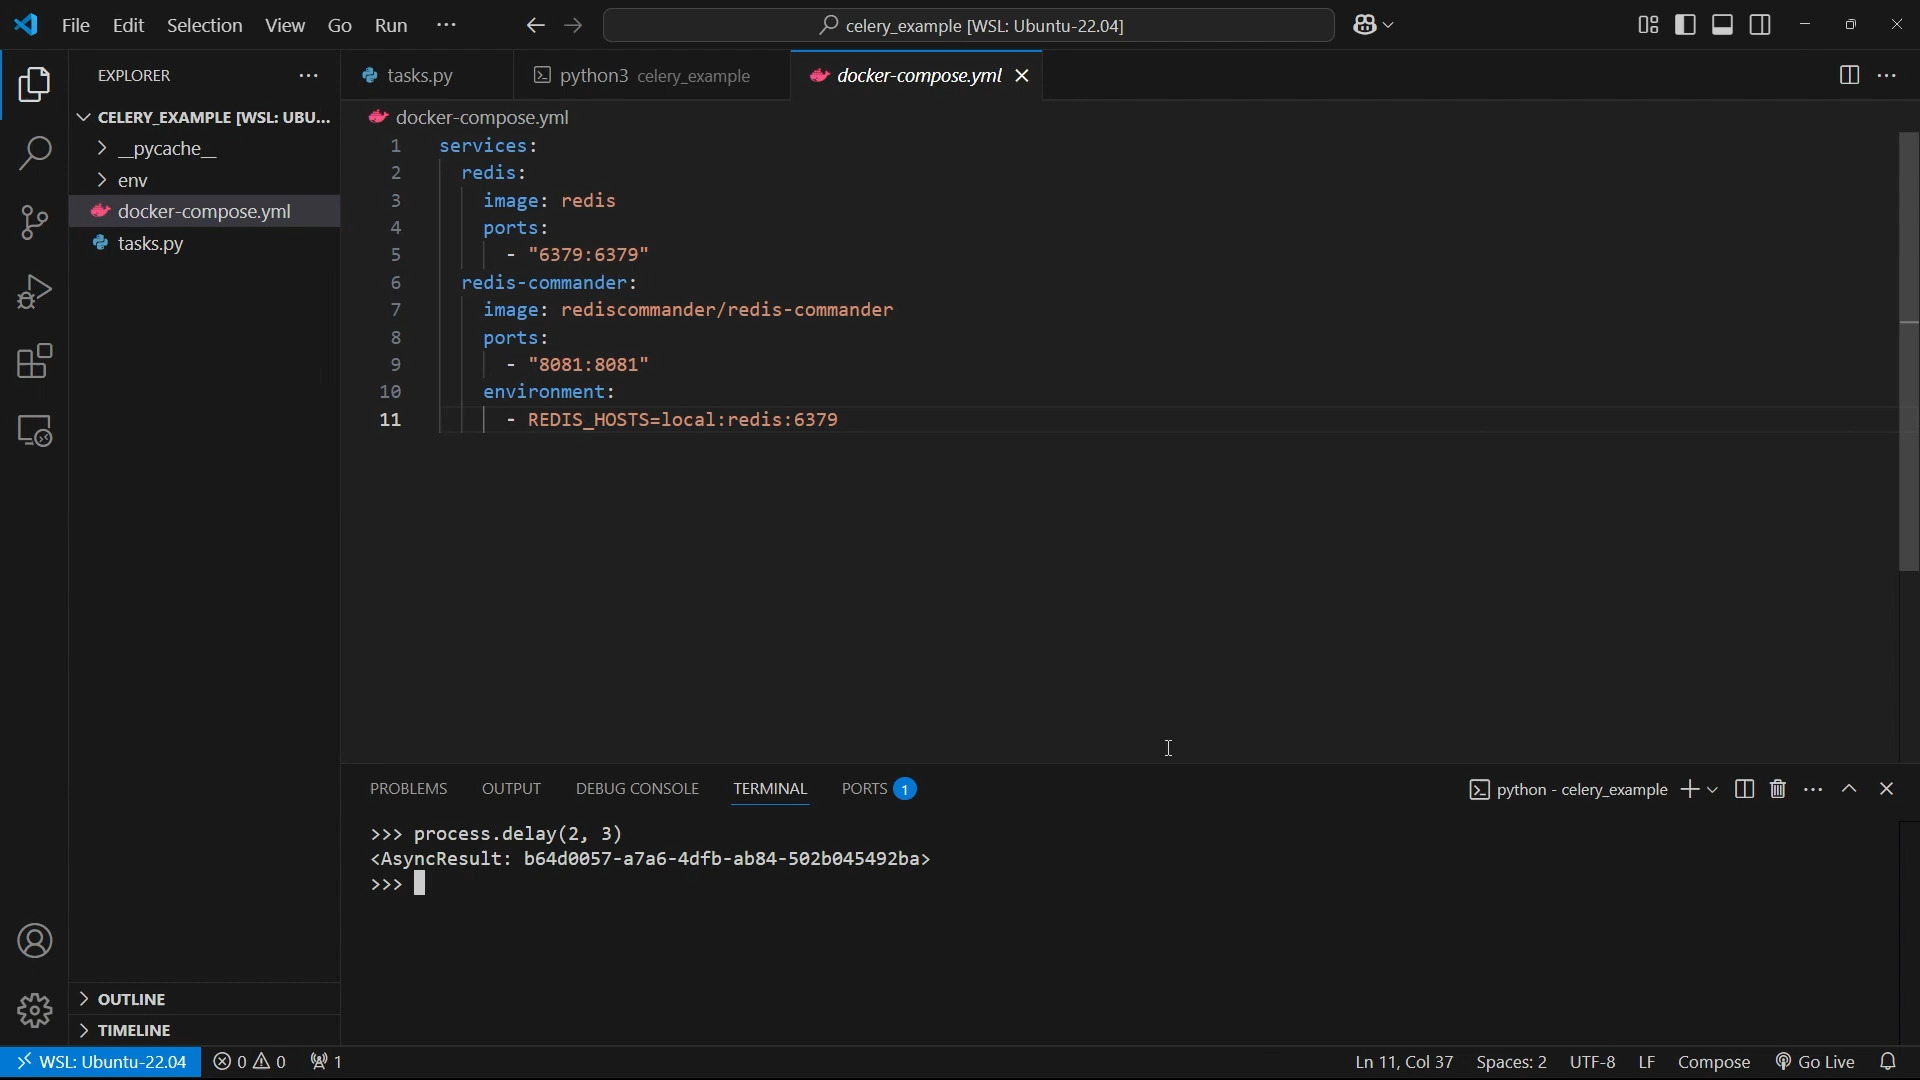 File Edit Selection View Go Run
celery_example [WSL: Ubuntu-22.04]
EXPLORER
tasks.py
python3 celery_example
docker-compose.yml
CELERY_EXAMPLE [WSL: UBU...
__pycache__
env
docker-compose.yml
tasks.py
docker-compose.yml
1 services:
2 redis:
3 image: redis
4 ports:
5 - "6379:6379"
6 redis-commander:
7 image: rediscommander/redis-commander
8 ports:
9 - "8081:8081"
10 environment:
11 - REDIS_HOSTS=local:redis:6379
PROBLEMS OUTPUT DEBUG CONSOLE TERMINAL PORTS 1
python - celery_example
>>> process.delay(2, 3)
<AsyncResult: b64d0057-a7a6-4dfb-ab84-502b045492ba>
>>>
OUTLINE
TIMELINE
WSL: Ubuntu-22.04 0 0 1
Ln 11, Col 37 Spaces: 2 UTF-8 LF Compose Go Live